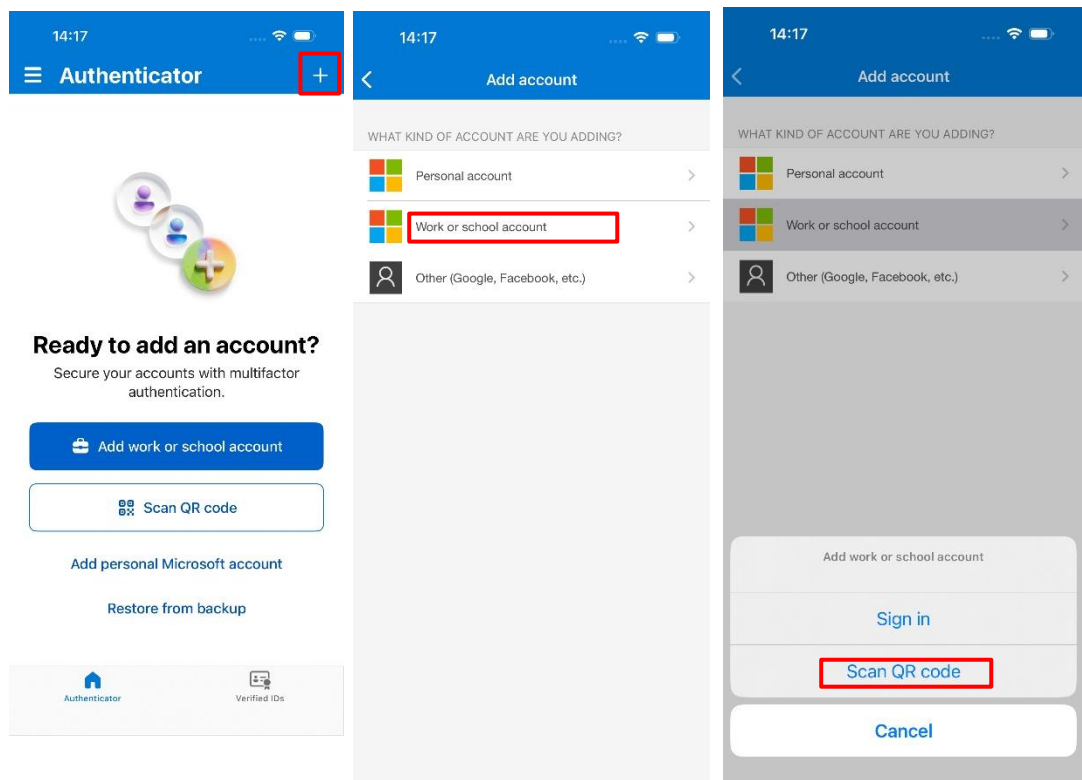 14:17
Authenticator
+
Ready to add an account?
Secure your accounts with multifactor
authentication.
Add work or school account
Scan QR code
Add personal Microsoft account
Restore from backup
Authenticator
Verified IDs
14:17
Add account
WHAT KIND OF ACCOUNT ARE YOU ADDING?
Personal account
Work or school account
Other (Google, Facebook, etc.)
14:17
Add account
WHAT KIND OF ACCOUNT ARE YOU ADDING?
Personal account
Work or school account
Other (Google, Facebook, etc.)
Add work or school account
Sign in
Scan QR code
Cancel